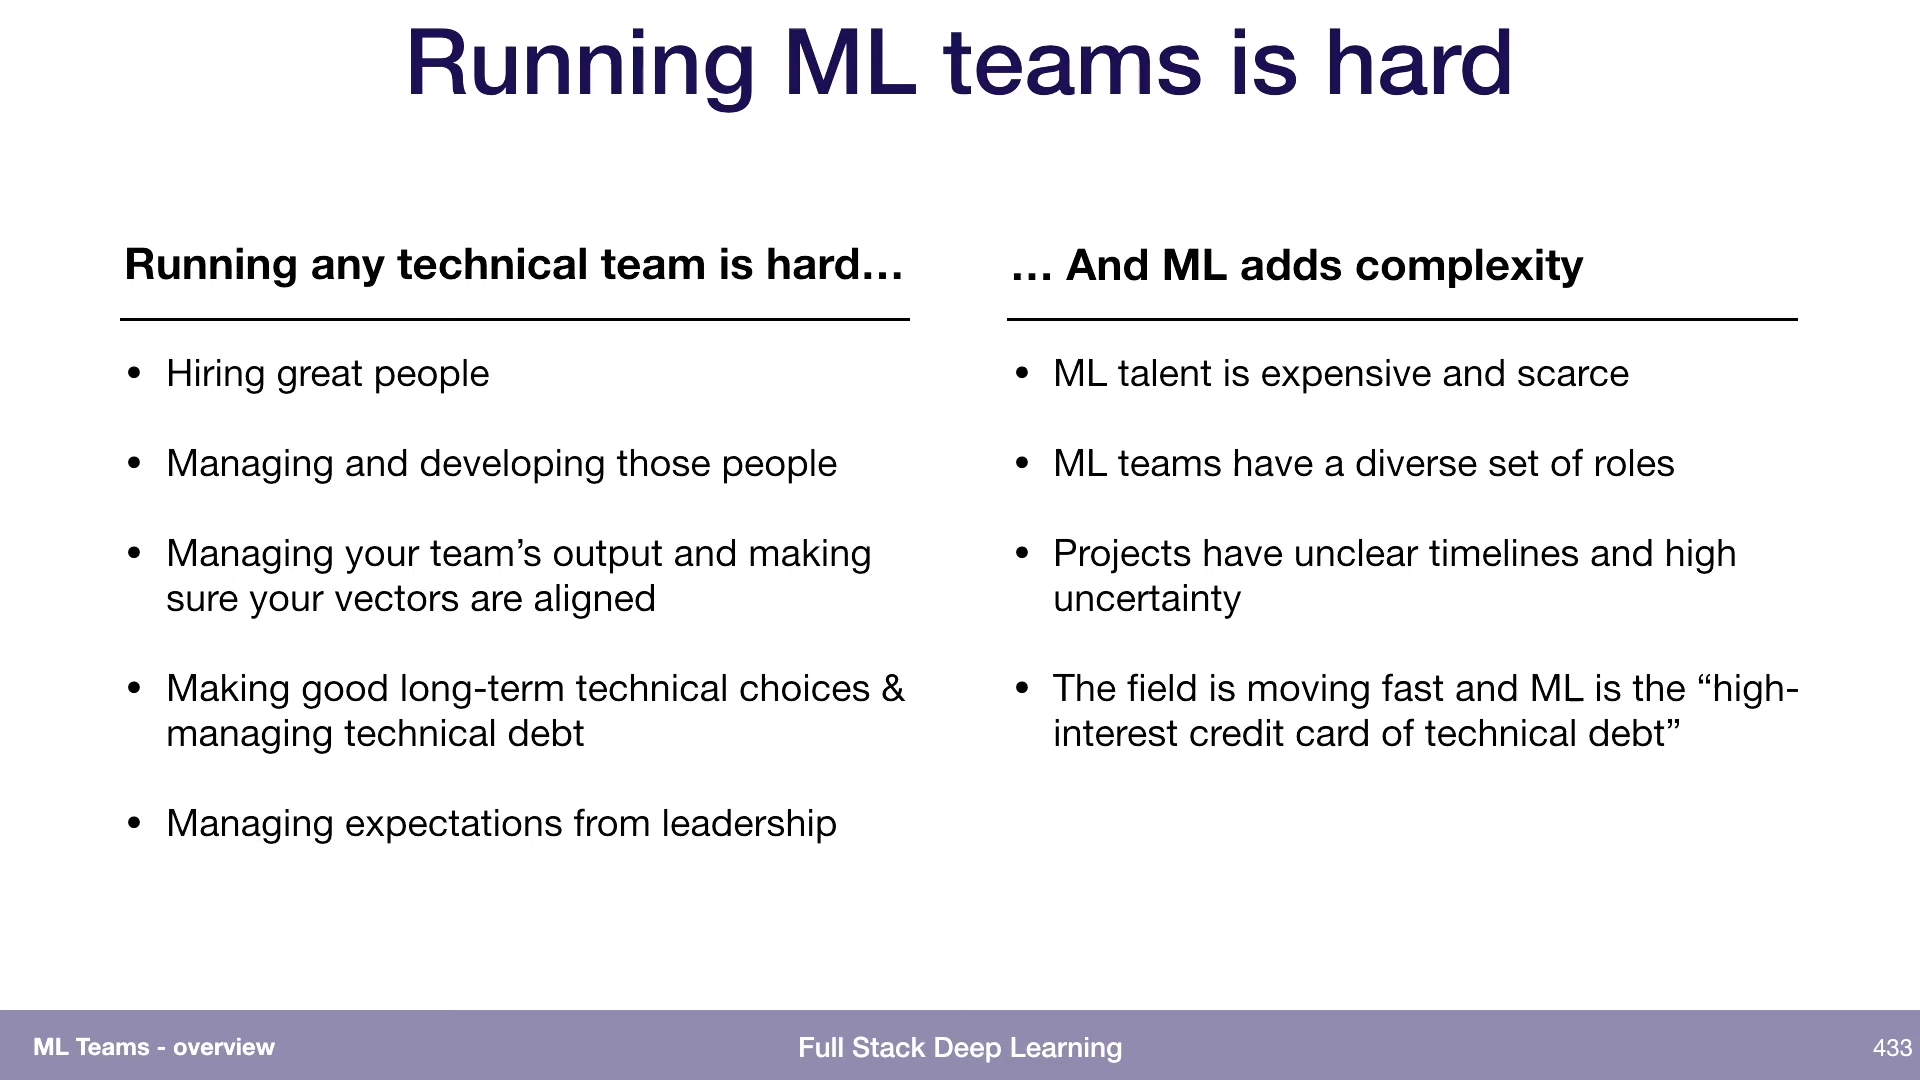 Running ML teams is hard
Running any technical team is hard…
• Hiring great people
• Managing and developing those people
• Managing your team’s output and making
sure your vectors are aligned
• Making good long-term technical choices &
managing technical debt
• Managing expectations from leadership
… And ML adds complexity
• ML talent is expensive and scarce
• ML teams have a diverse set of roles
• Projects have unclear timelines and high
uncertainty
• The field is moving fast and ML is the “high-
interest credit card of technical debt”
ML Teams - overview
Full Stack Deep Learning
433